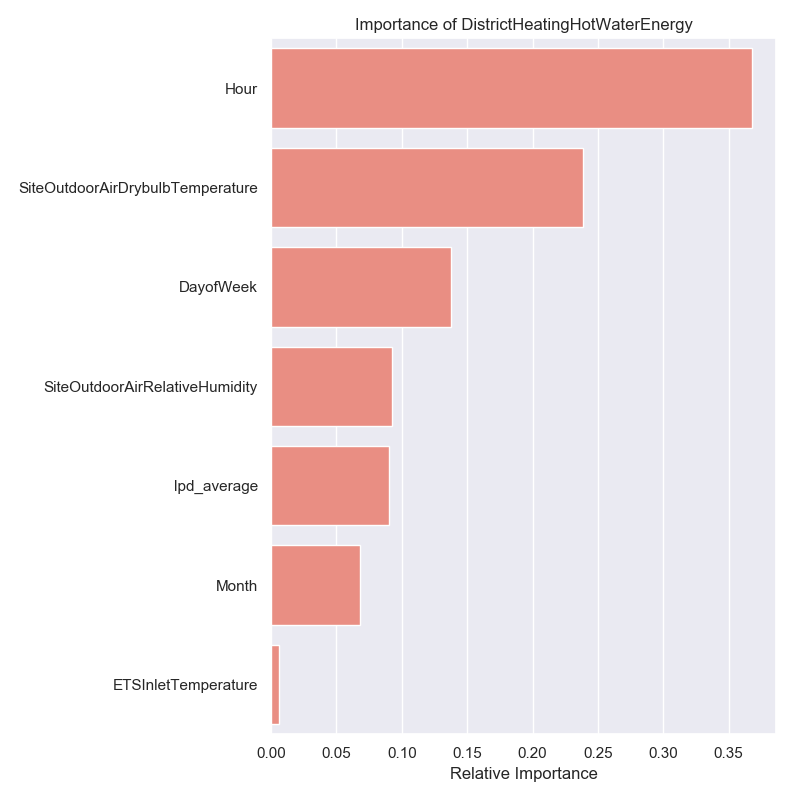 Importance of DistrictHeatingHotWaterEnergy
Hour
SiteOutdoorAirDrybulbTemperature
DayofWeek
SiteOutdoorAirRelativeHumidity
lpd_average
Month
ETSInletTemperature
0.00 0.05 0.10 0.15 0.20 0.25 0.30 0.35
Relative Importance